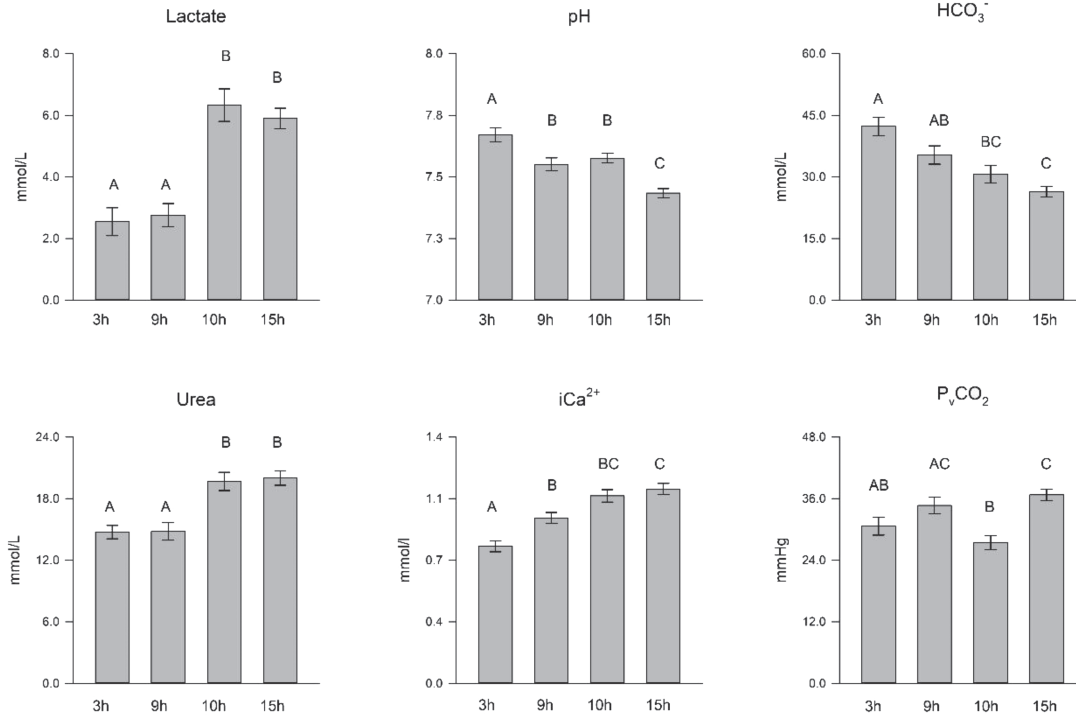 Lactate
8.0
6.0
4.0
2.0
0.0
mmol/L
A
A
B
B
3h
9h
10h
15h
pH
8.0
7.8
7.5
7.3
7.0
A
B
B
C
3h
9h
10h
15h
HCO₃⁻
60.0
45.0
30.0
15.0
0.0
mmol/L
A
AB
BC
C
3h
9h
10h
15h
Urea
24.0
18.0
12.0
6.0
0.0
mmol/L
A
A
B
B
3h
9h
10h
15h
iCa²⁺
1.4
1.1
0.7
0.4
0.0
mmol/l
A
B
BC
C
3h
9h
10h
15h
PᵥCO₂
48.0
36.0
24.0
12.0
0.0
mmHg
AB
AC
B
C
3h
9h
10h
15h